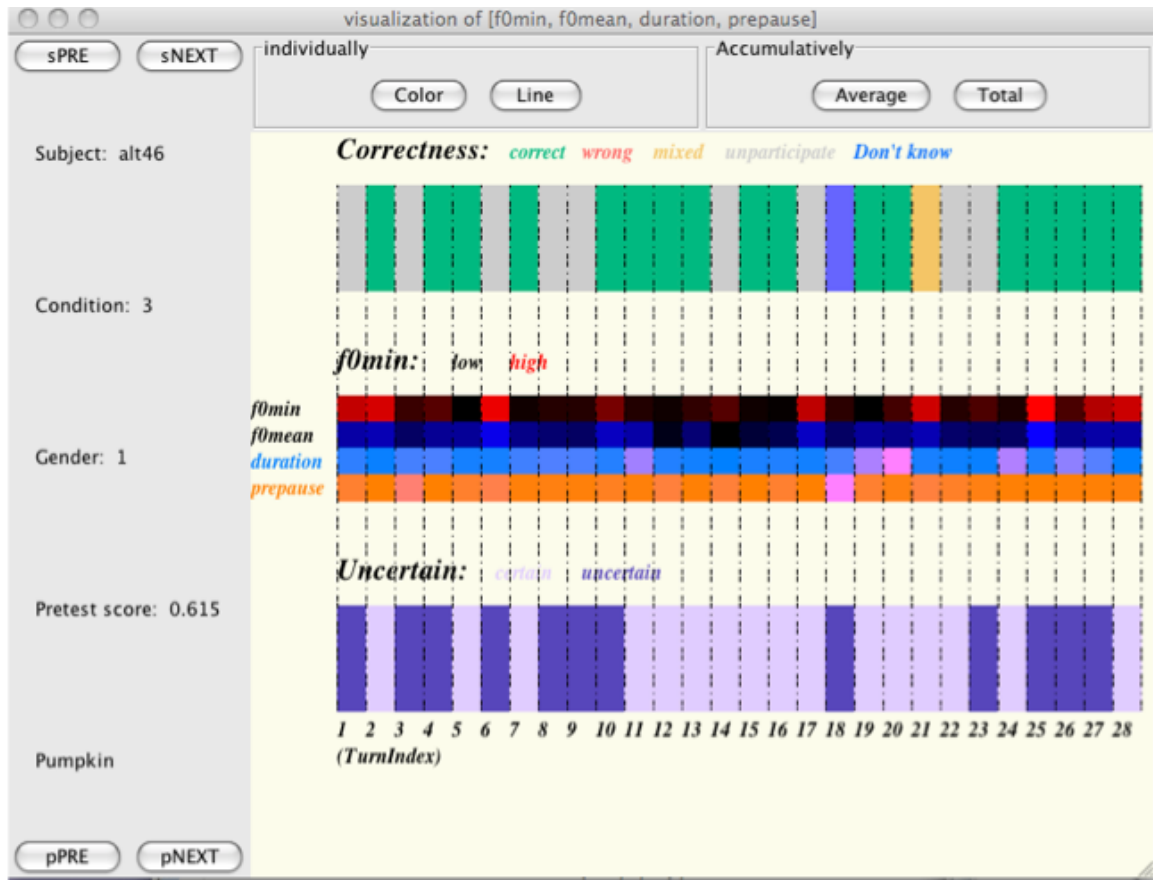 visualization of [f0min, f0mean, duration, prepause]
sPRE sNEXT
individually
Color Line
Accumulatively
Average Total
Subject: alt46
Condition: 3
Gender: 1
Pretest score: 0.615
Pumpkin
pPRE pNEXT
Correctness: correct wrong mixed unparticipate Don't know
f0min: low high
f0min
f0mean
duration
prepause
Uncertain: certain uncertain
1 2 3 4 5 6 7 8 9 10 11 12 13 14 15 16 17 18 19 20 21 22 23 24 25 26 27 28
(TurnIndex)